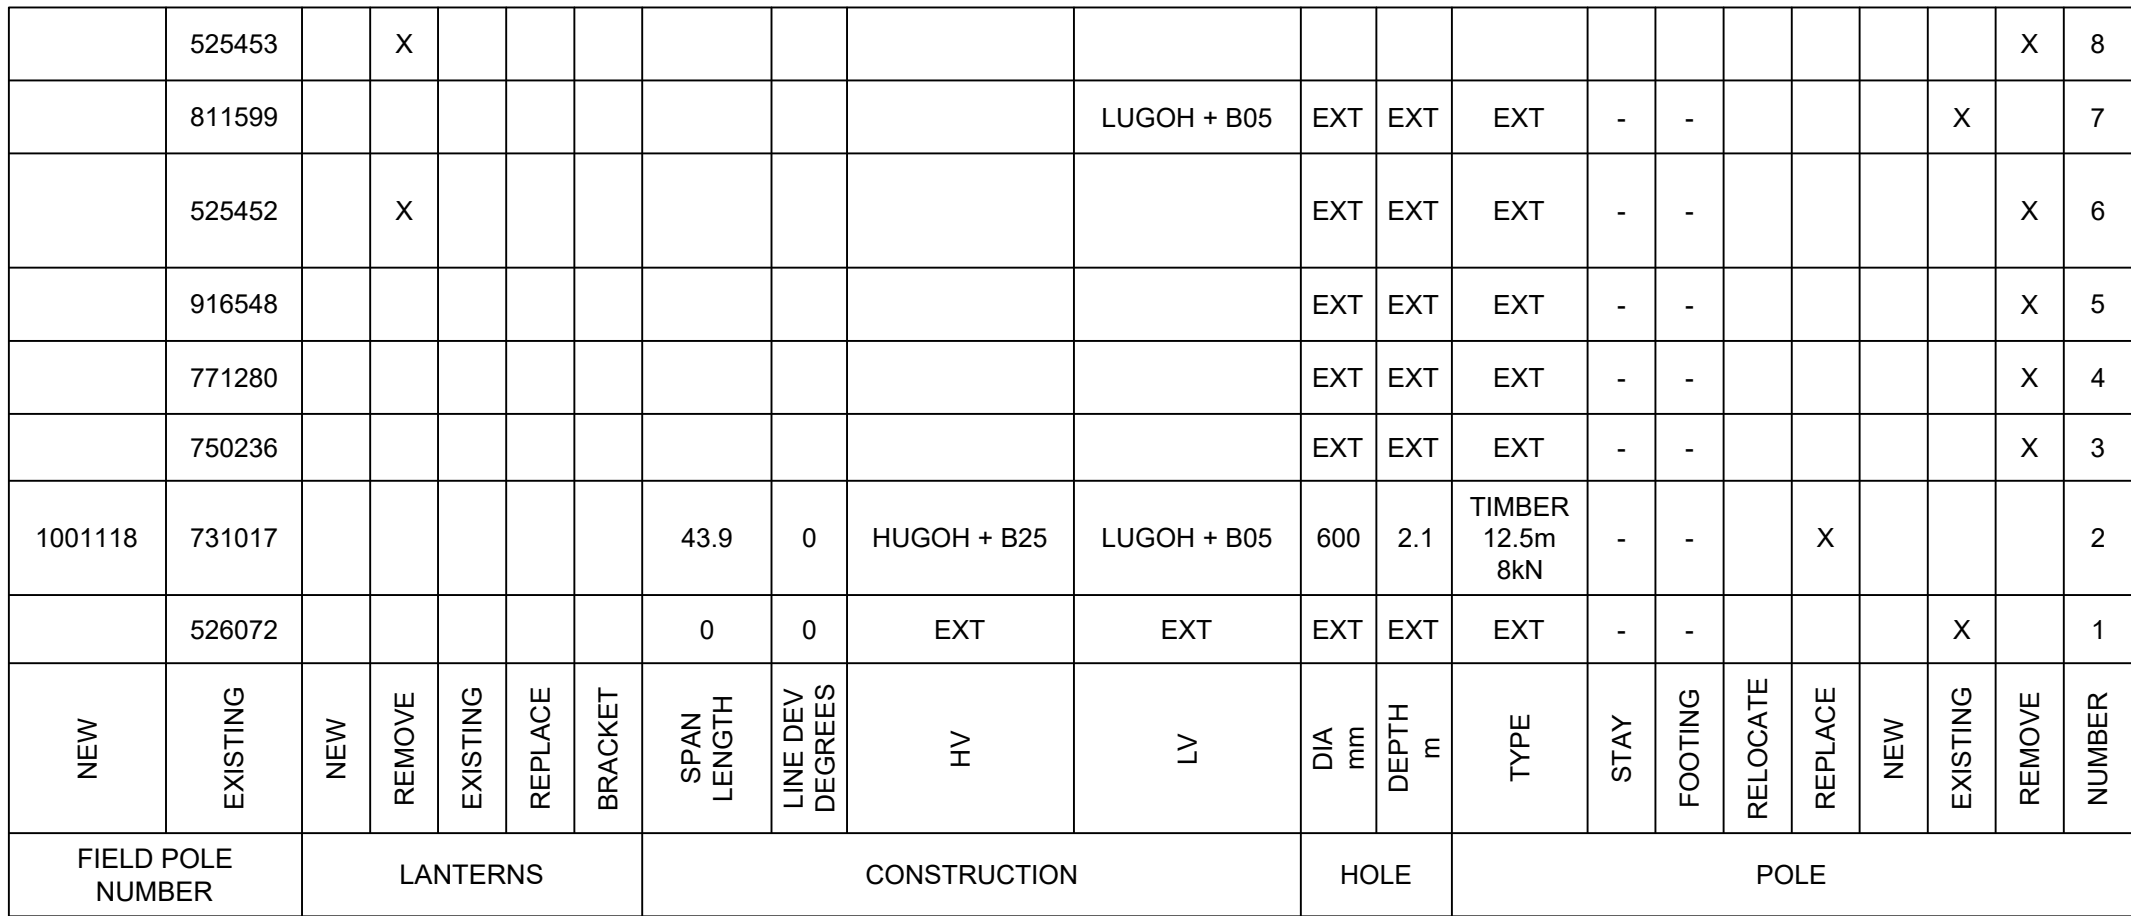 525453 X X 8
811599 LUGOH + B05 EXT EXT EXT - - X 7
525452 X EXT EXT EXT - - X 6
916548 EXT EXT EXT - - X 5
771280 EXT EXT EXT - - X 4
750236 EXT EXT EXT - - X 3
1001118 731017 43.9 0 HUGOH + B25 LUGOH + B05 600 2.1 TIMBER
12.5m
8kN - - X 2
526072 0 0 EXT EXT EXT EXT EXT - - X 1
NEW
EXISTING
NEW
REMOVE
EXISTING
REPLACE
BRACKET
SPAN
LENGTH
LINE DEV
DEGREES
HV
LV
DIA
mm
DEPTH
m
TYPE
STAY
FOOTING
RELOCATE
REPLACE
NEW
EXISTING
REMOVE
NUMBER
FIELD POLE
NUMBER
LANTERNS
CONSTRUCTION
HOLE
POLE